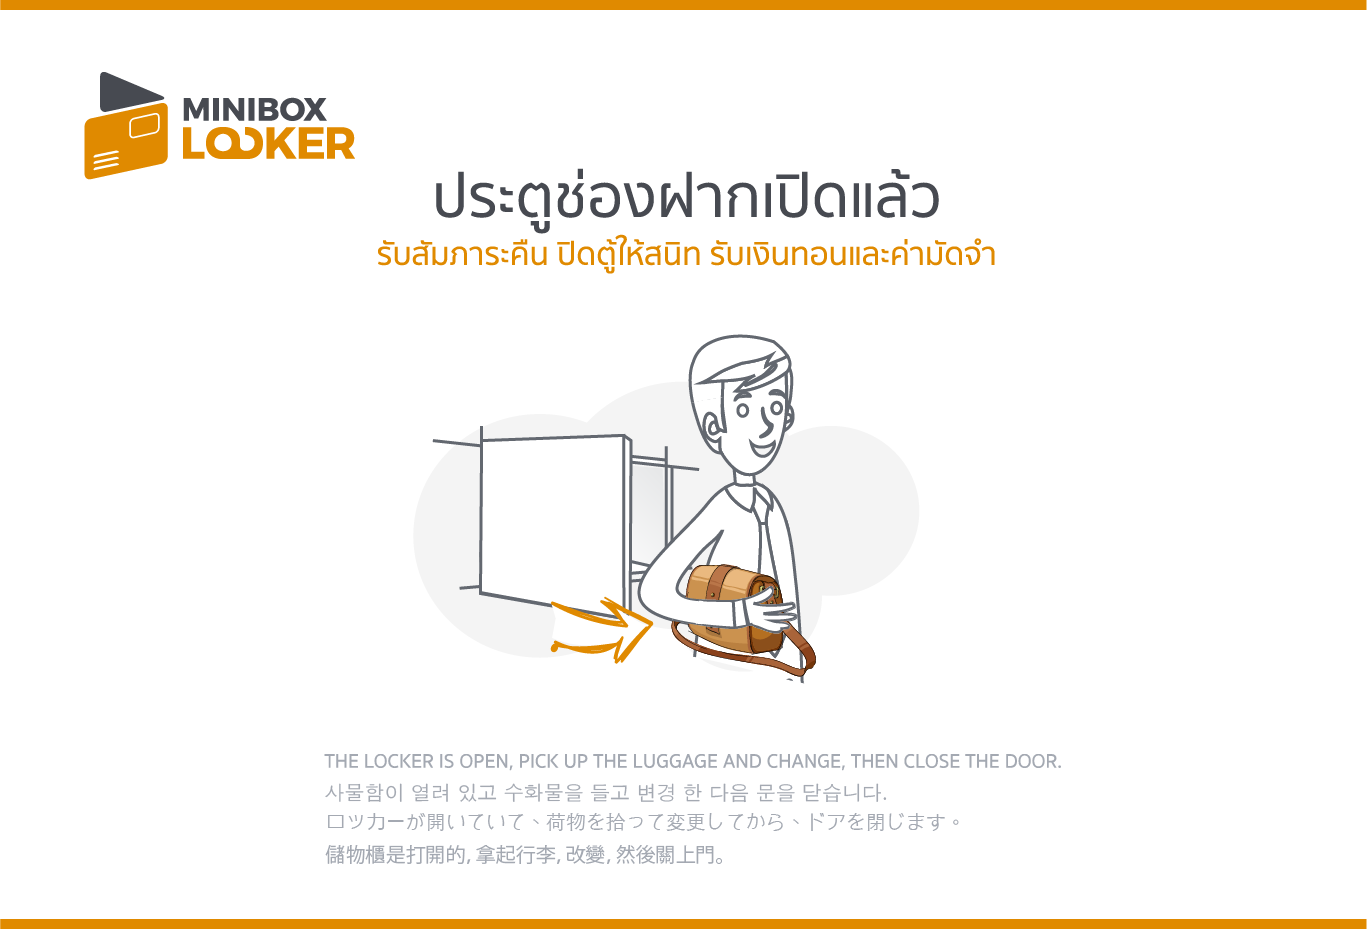 MINIBOX
LOOKER
ประตูช่องฝากเปิดแล้ว
รับสัมภาระคืน ปิดตู้ให้สนิท รับเงินทอนและค่ามัดจำ
THE LOCKER IS OPEN, PICK UP THE LUGGAGE AND CHANGE, THEN CLOSE THE DOOR.
사물함이 열려 있고 수화물을 들고 변경 한 다음 문을 닫습니다.
ロッカーが開いていて、荷物を拾って変更してから、ドアを閉じます。
儲物櫃是打開的, 拿起行李, 改變, 然後關上門。